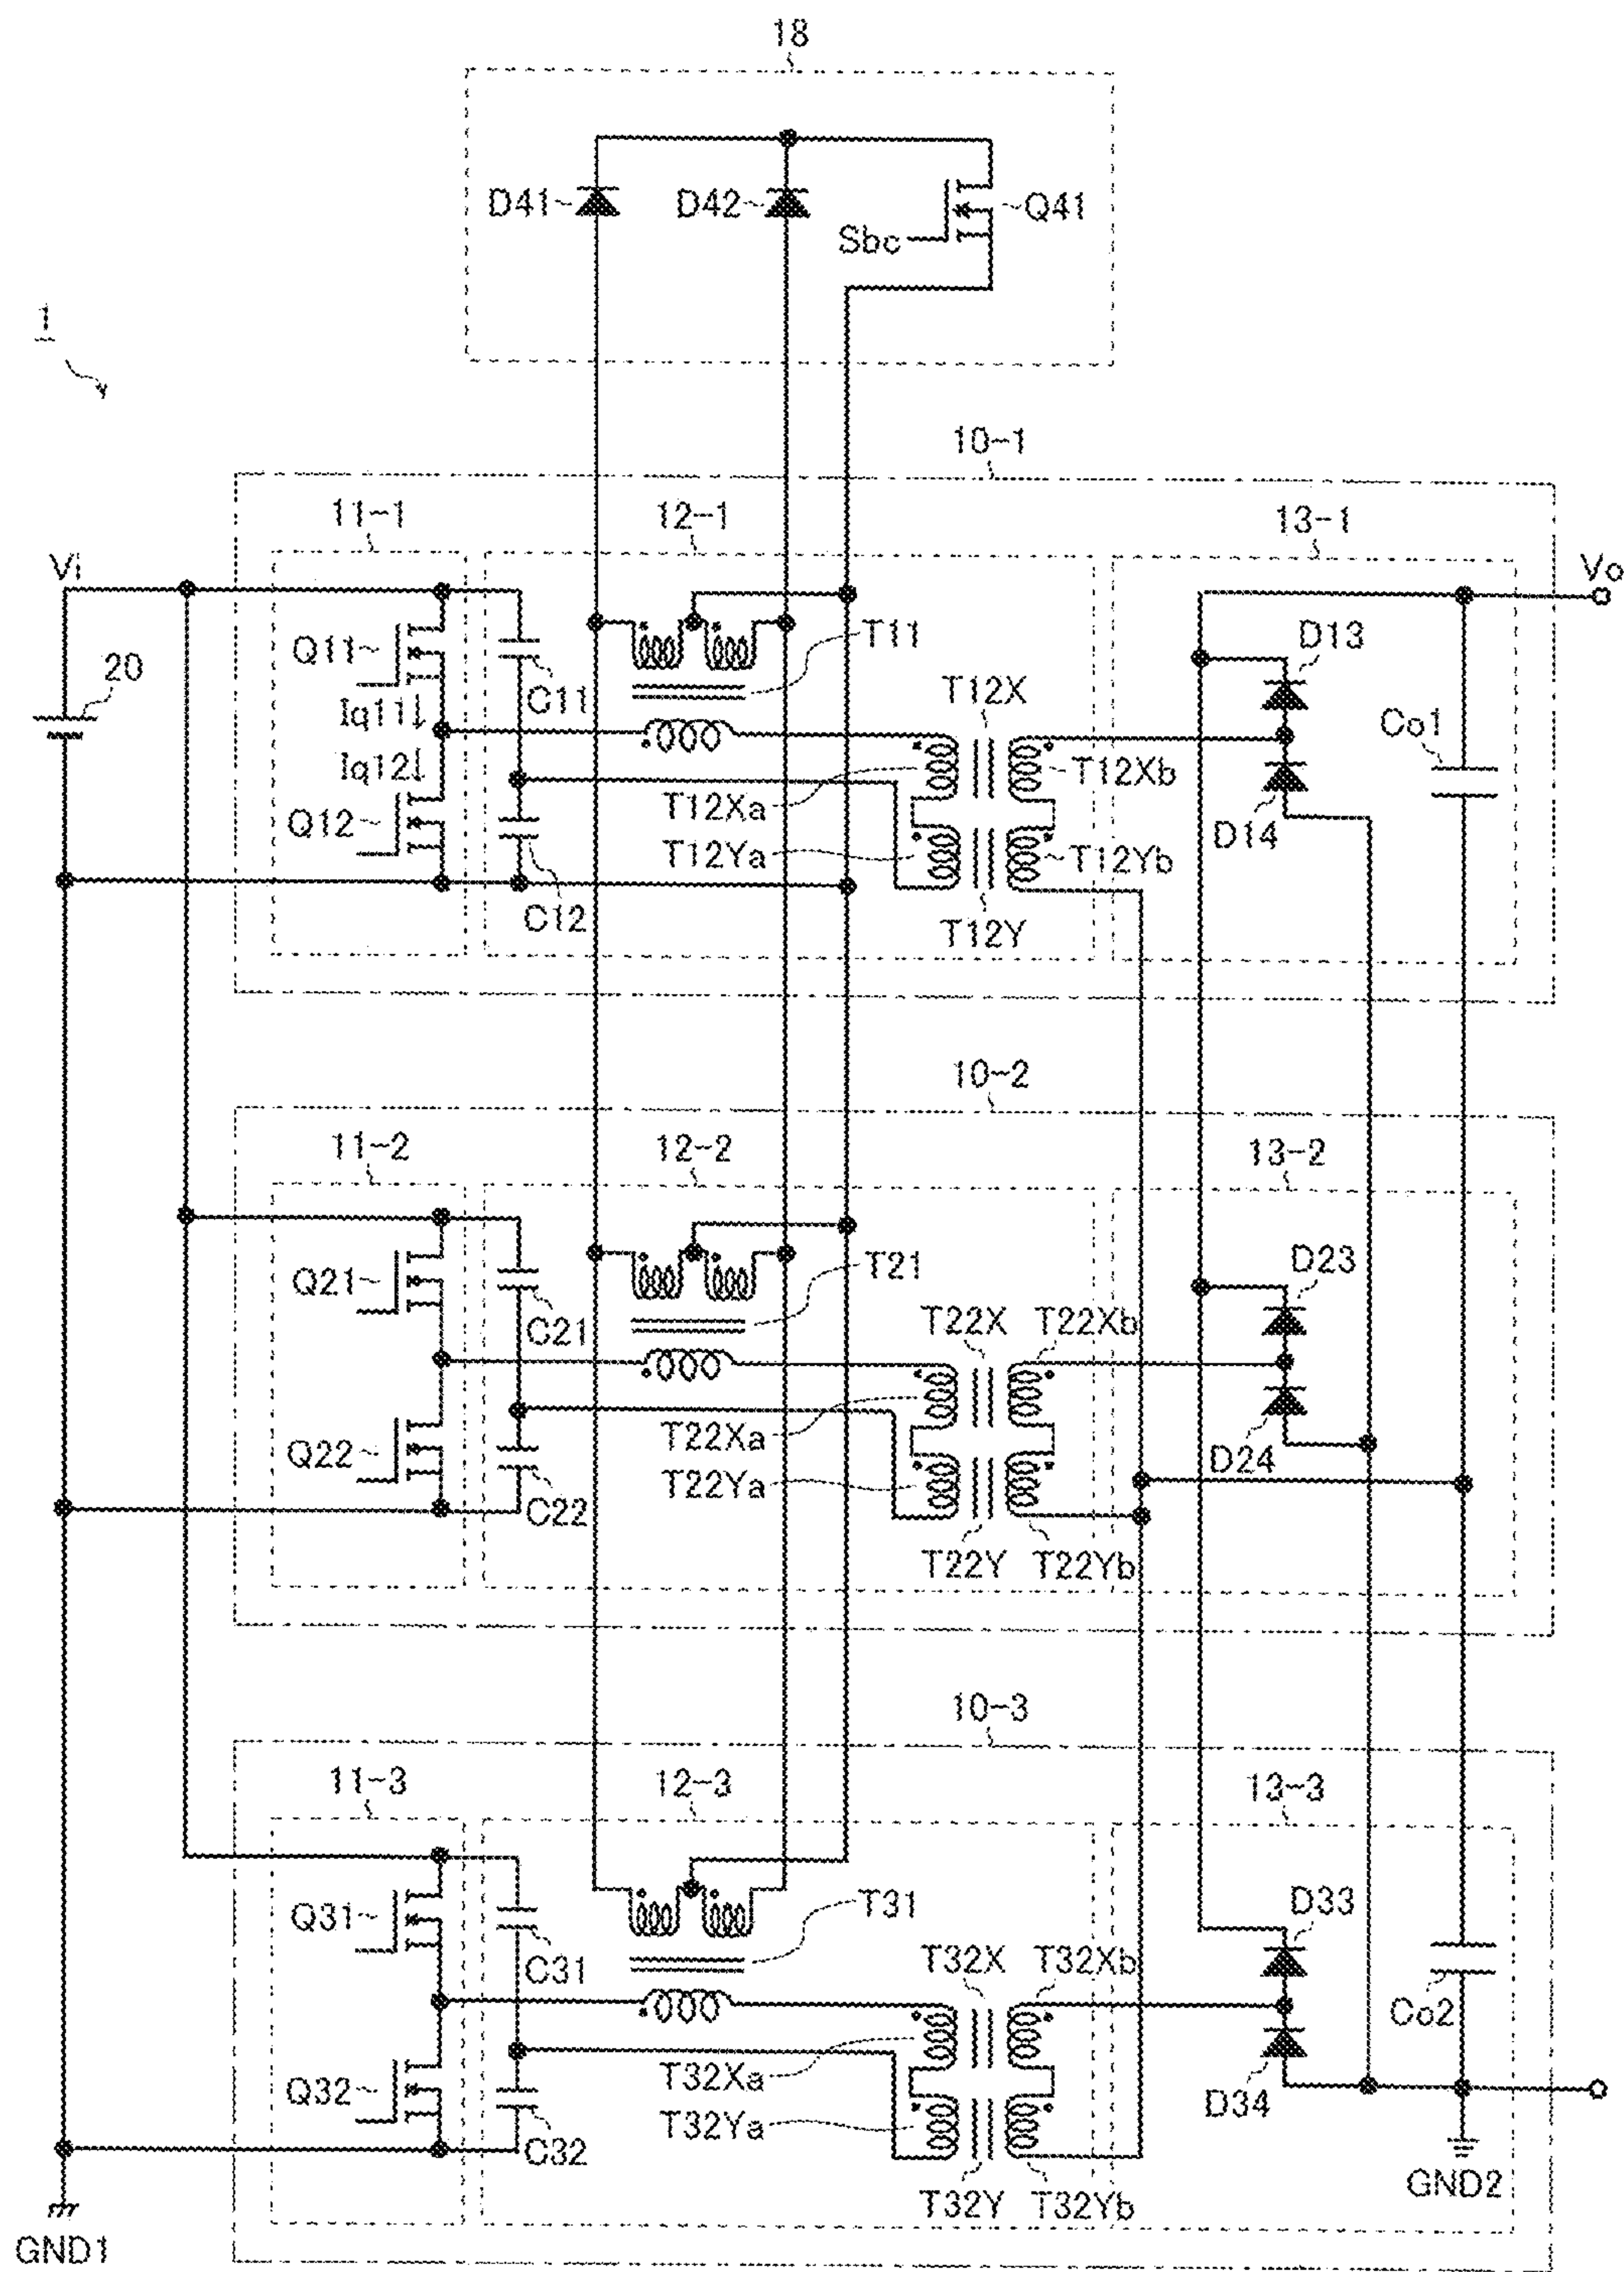 18
D41
D42
Q41
Sbc
1
10-1
11-1
12-1
13-1
Vi
Vo
Q11
T11
D13
20
C11
T12X
Iq11↓
Co1
Iq12↓
T12Xa
T12Xb
Q12
D14
T12Ya
T12Yb
C12
T12Y
10-2
11-2
12-2
13-2
Q21
T21
D23
C21
T22X
T22Xb
T22Xa
Q22
D24
T22Ya
C22
T22Y
T22Yb
10-3
11-3
12-3
13-3
Q31
T31
D33
C31
T32X
T32Xb
Co2
T32Xa
Q32
D34
T32Ya
C32
GND2
T32Y
T32Yb
GND1